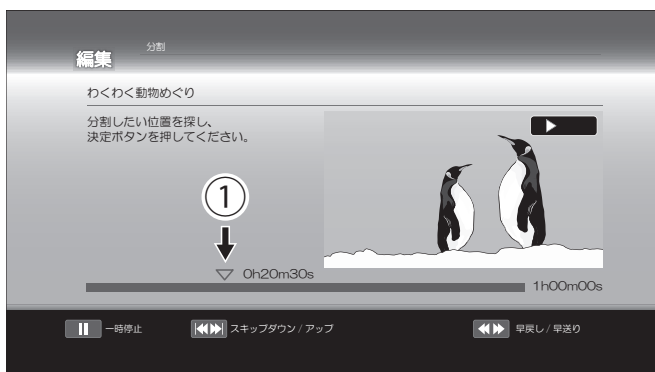 分割
編集
わくわく動物めぐり
分割したい位置を探し、
決定ボタンを押してください。
1
0h20m30s
1h00m00s
一時停止
スキップダウン / アップ
早戻し / 早送り